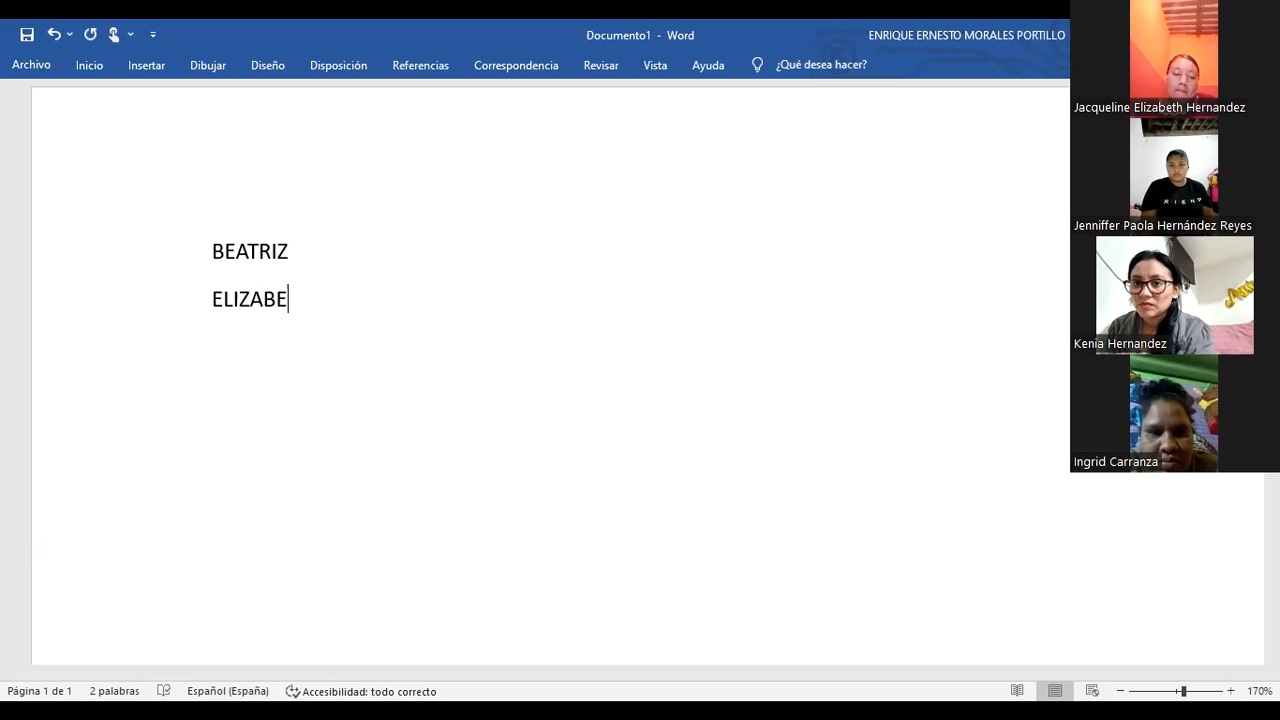 Documento1 - Word
ENRIQUE ERNESTO MORALES PORTILLO
Archivo Inicio Insertar Dibujar Diseño Disposición Referencias Correspondencia Revisar Vista Ayuda ¿Qué desea hacer?
BEATRIZ
ELIZABE
Jacqueline Elizabeth Hernandez
FRIEND
Jenniffer Paola Hernández Reyes
Kenia Hernandez
Ingrid Carranza
Página 1 de 1 2 palabras Español (España) Accesibilidad: todo correcto 170%